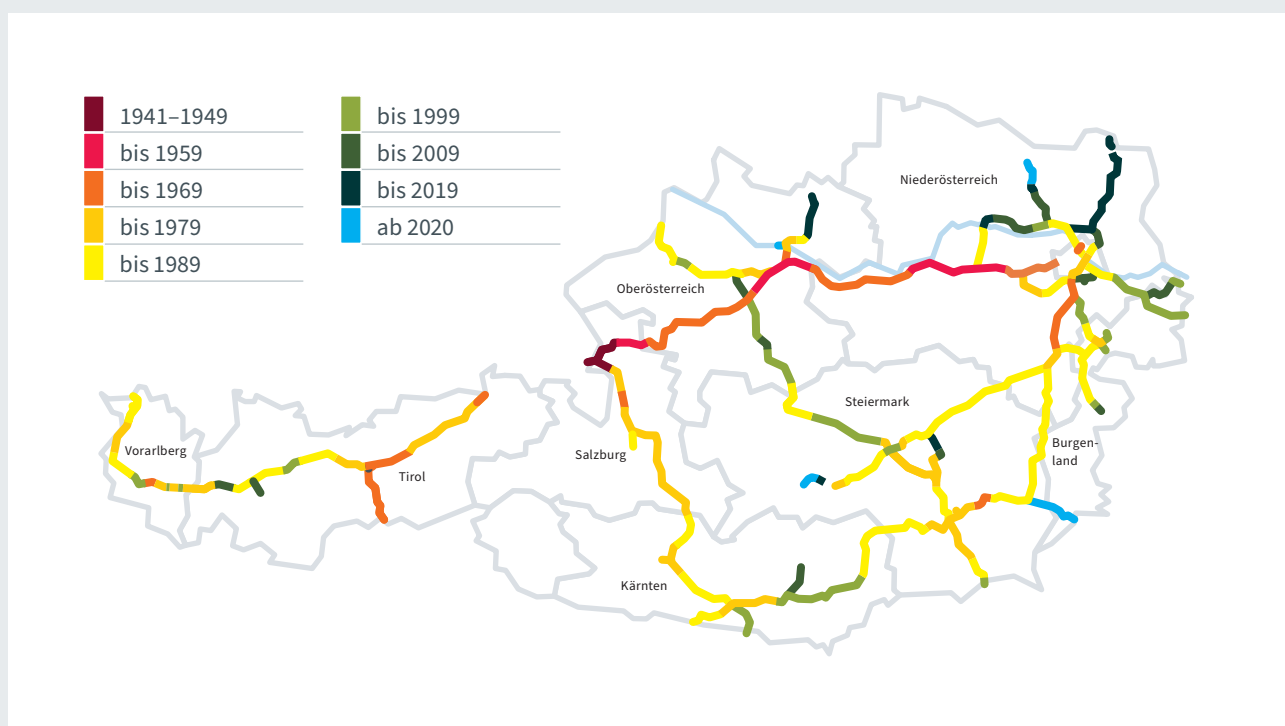 1941–1949
bis 1959
bis 1969
bis 1979
bis 1989
bis 1999
bis 2009
bis 2019
ab 2020
Niederösterreich
Oberösterreich
Steiermark
Burgen-
land
Vorarlberg
Tirol
Salzburg
Kärnten